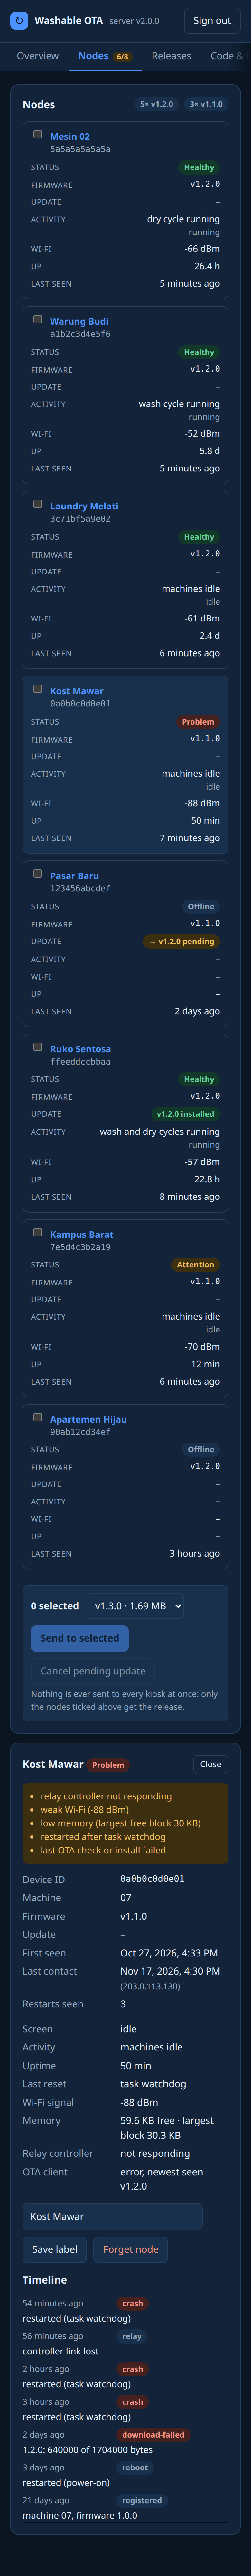 ↻ Washable OTA server v2.0.0 Sign out
Overview Nodes 6/8 Releases Code &
Nodes 5× v1.2.0 3× v1.1.0
Mesin 02
5a5a5a5a5a5a
STATUS Healthy
FIRMWARE v1.2.0
UPDATE –
ACTIVITY dry cycle running
running
WI-FI -66 dBm
UP 26.4 h
LAST SEEN 5 minutes ago
Warung Budi
a1b2c3d4e5f6
STATUS Healthy
FIRMWARE v1.2.0
UPDATE –
ACTIVITY wash cycle running
running
WI-FI -52 dBm
UP 5.8 d
LAST SEEN 5 minutes ago
Laundry Melati
3c71bf5a9e02
STATUS Healthy
FIRMWARE v1.2.0
UPDATE –
ACTIVITY machines idle
idle
WI-FI -61 dBm
UP 2.4 d
LAST SEEN 6 minutes ago
Kost Mawar
0a0b0c0d0e01
STATUS Problem
FIRMWARE v1.1.0
UPDATE –
ACTIVITY machines idle
idle
WI-FI -88 dBm
UP 50 min
LAST SEEN 7 minutes ago
Pasar Baru
123456abcdef
STATUS Offline
FIRMWARE v1.1.0
UPDATE → v1.2.0 pending
ACTIVITY –
WI-FI –
UP –
LAST SEEN 2 days ago
Ruko Sentosa
ffeeddccbbaa
STATUS Healthy
FIRMWARE v1.2.0
UPDATE v1.2.0 installed
ACTIVITY wash and dry cycles running
running
WI-FI -57 dBm
UP 22.8 h
LAST SEEN 8 minutes ago
Kampus Barat
7e5d4c3b2a19
STATUS Attention
FIRMWARE v1.1.0
UPDATE –
ACTIVITY machines idle
idle
WI-FI -70 dBm
UP 12 min
LAST SEEN 6 minutes ago
Apartemen Hijau
90ab12cd34ef
STATUS Offline
FIRMWARE v1.2.0
UPDATE –
ACTIVITY –
WI-FI –
UP –
LAST SEEN 3 hours ago
0 selected v1.3.0 · 1.69 MB
Send to selected
Cancel pending update
Nothing is ever sent to every kiosk at once: only
the nodes ticked above get the release.
Kost Mawar Problem Close
• relay controller not responding
• weak Wi-Fi (-88 dBm)
• low memory (largest free block 30 KB)
• restarted after task watchdog
• last OTA check or install failed
Device ID 0a0b0c0d0e01
Machine 07
Firmware v1.1.0
Update –
First seen Oct 27, 2026, 4:33 PM
Last contact Nov 17, 2026, 4:30 PM
(203.0.113.130)
Restarts seen 3
Screen idle
Activity machines idle
Uptime 50 min
Last reset task watchdog
Wi-Fi signal -88 dBm
Memory 59.6 KB free · largest
block 30.3 KB
Relay controller not responding
OTA client error, newest seen
v1.2.0
Kost Mawar
Save label Forget node
Timeline
54 minutes ago crash
restarted (task watchdog)
56 minutes ago relay
controller link lost
2 hours ago crash
restarted (task watchdog)
3 hours ago crash
restarted (task watchdog)
2 days ago download-failed
1.2.0: 640000 of 1704000 bytes
3 days ago reboot
restarted (power-on)
21 days ago registered
machine 07, firmware 1.0.0